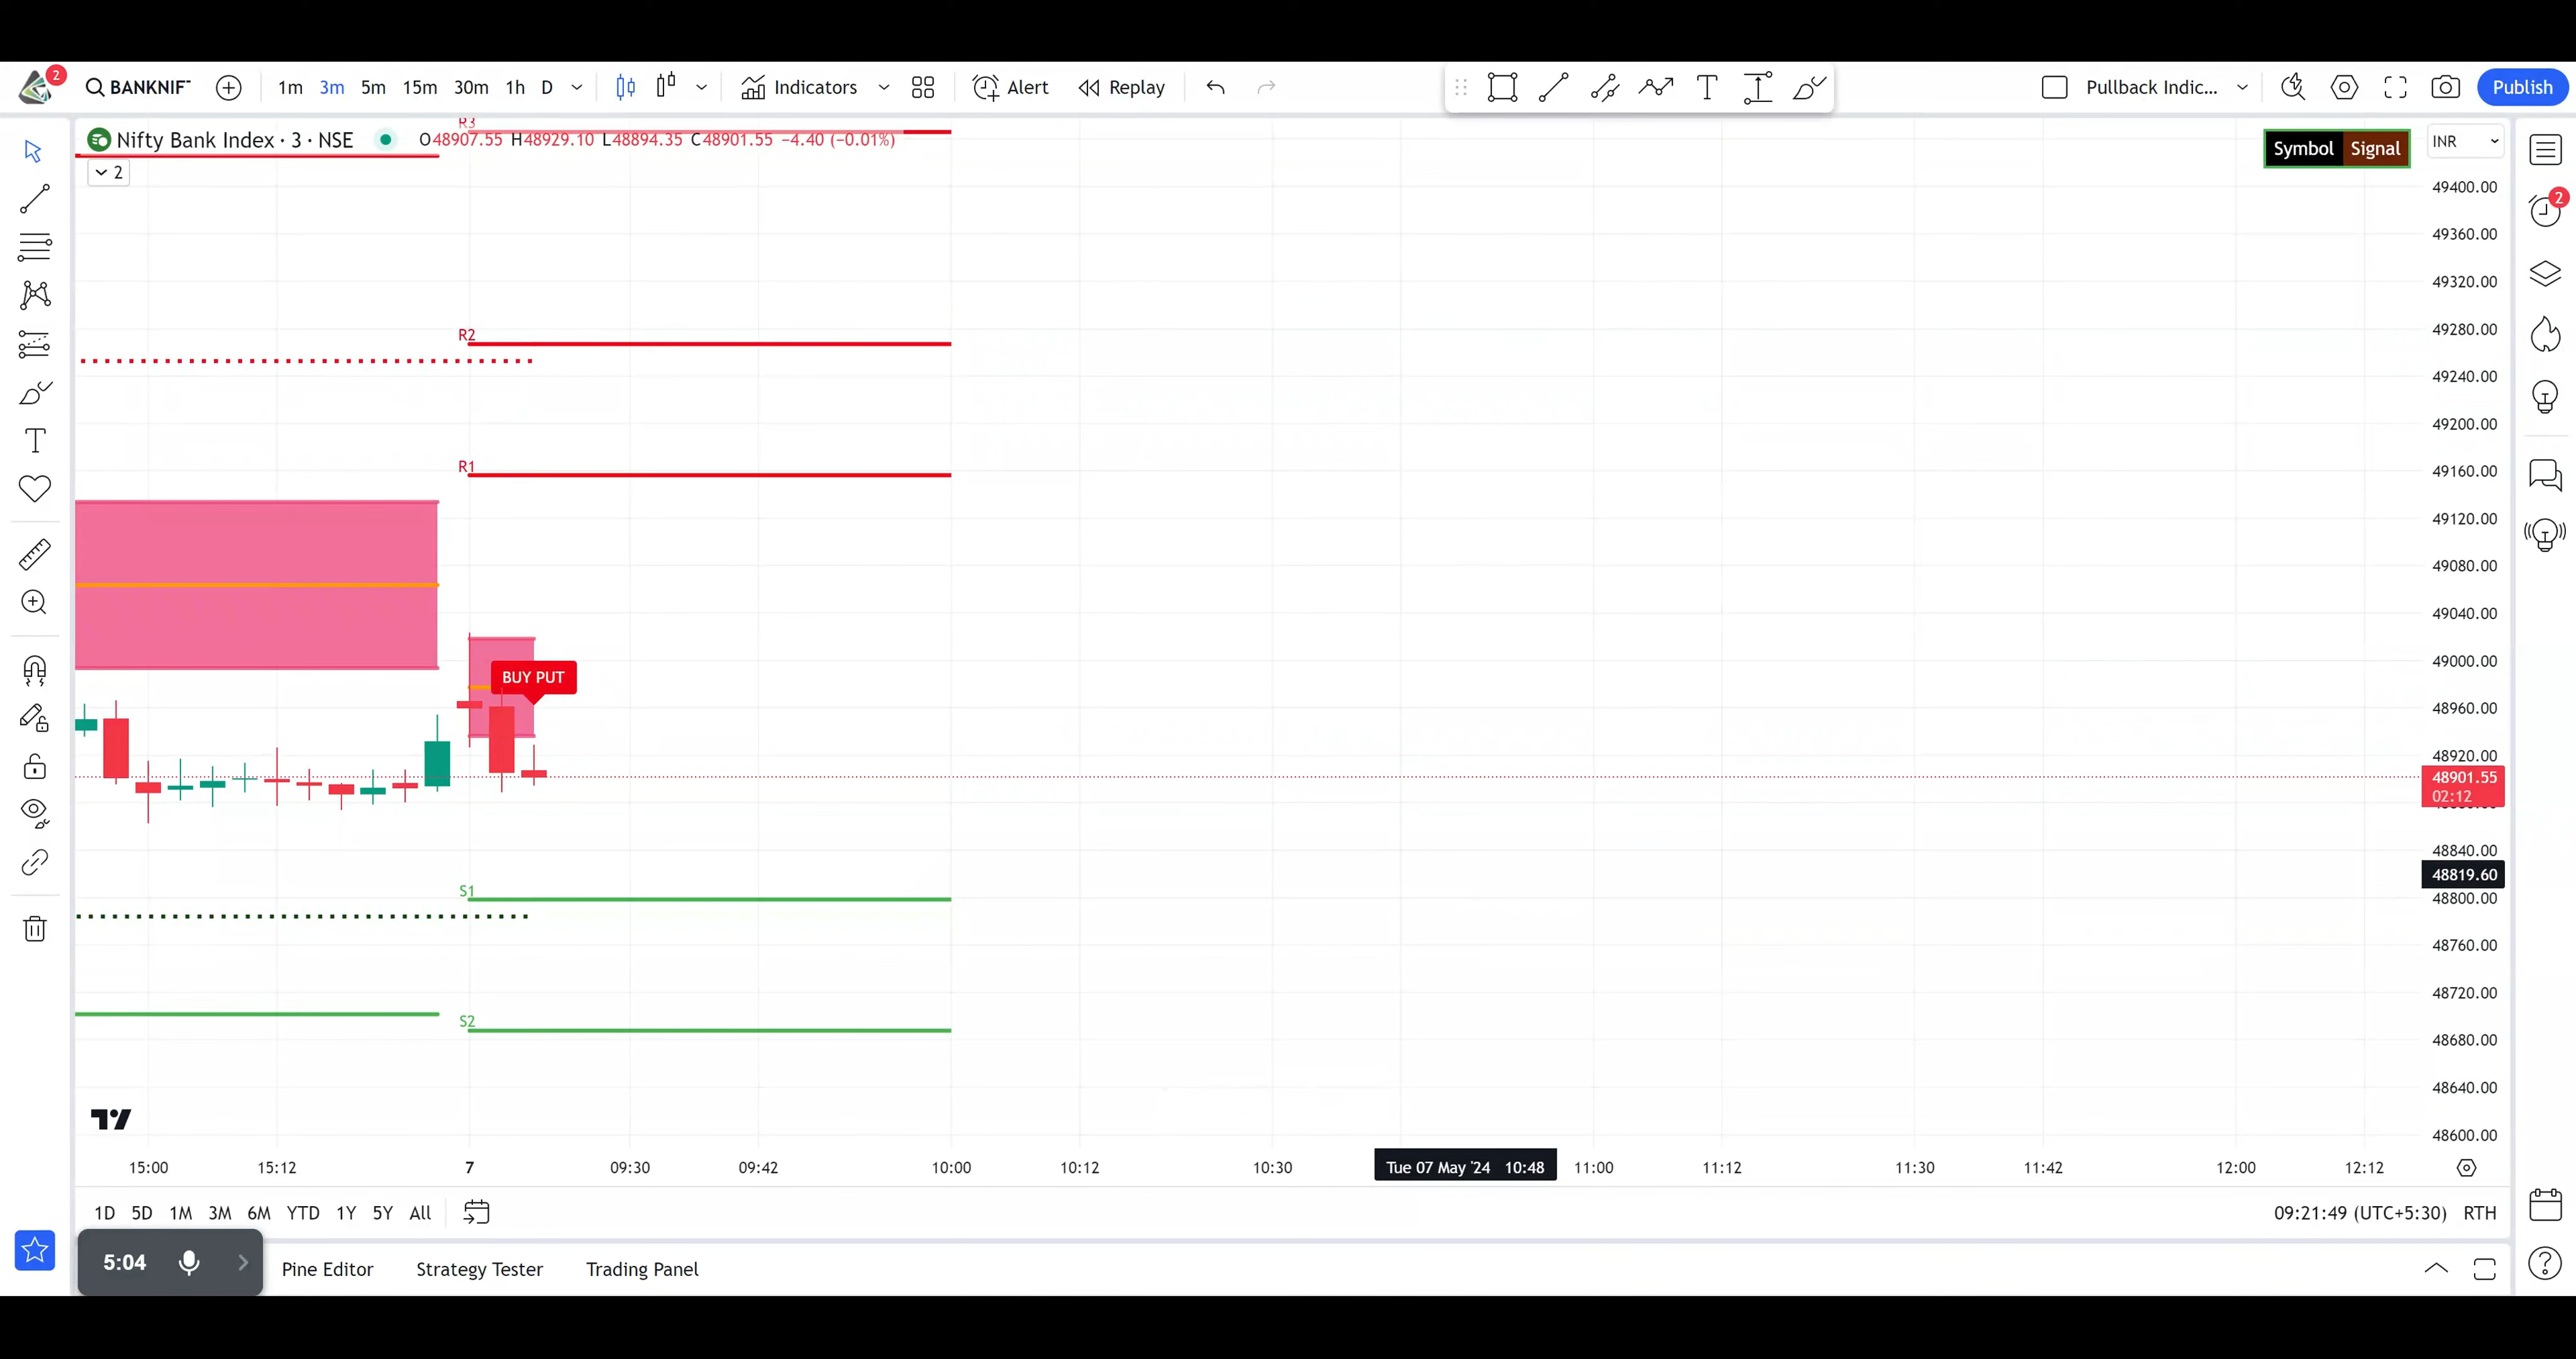 2
BANKNIF
1m 3m 5m 15m 30m 1h D
Indicators
Alert
Replay
Pullback Indic...
Publish
R3
Nifty Bank Index · 3 · NSE
O48907.55 H48929.10 L48894.35 C48901.55 −4.40 (−0.01%)
2
Symbol Signal
INR
49400.00
2
49360.00
49320.00
R2
49280.00
49240.00
49200.00
R1
49160.00
49120.00
49080.00
49040.00
49000.00
BUY PUT
48960.00
48920.00
48901.55
02:12
48840.00
48819.60
S1
48800.00
48760.00
48720.00
S2
48680.00
48640.00
48600.00
15:00 15:12 7 09:30 09:42 10:00 10:12 10:30 Tue 07 May '24 10:48 11:00 11:12 11:30 11:42 12:00 12:12
1D 5D 1M 3M 6M YTD 1Y 5Y All
09:21:49 (UTC+5:30) RTH
5:04
Pine Editor Strategy Tester Trading Panel